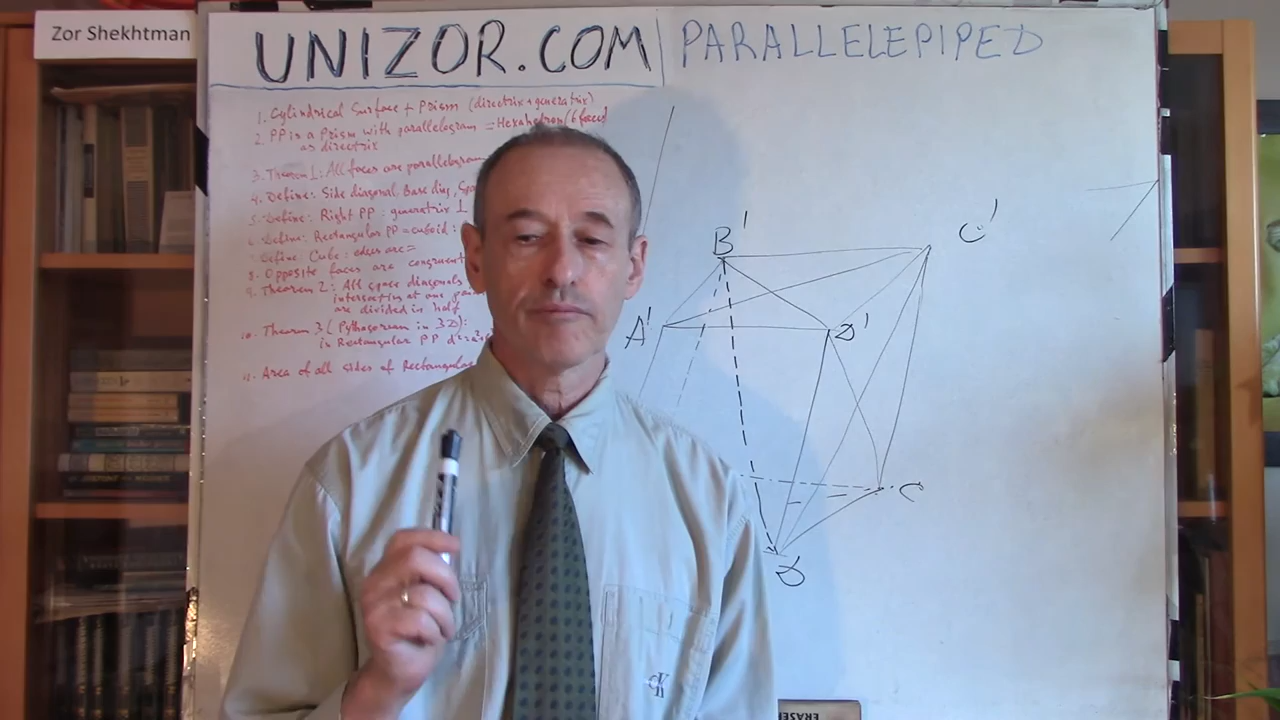 Zor Shekhtman
UNIZOR.COM
PARALLELEPIPED
1. Cylindrical Surface + Prism (directrix + generatrix)
2. PP is a Prism with parallelogram = Hexahedron (6 faces)
as directrix
3. Theorem 1: All faces are parallelogram
4. Define: Side diagonal, Base diag, Spa
5. Define: Right PP: generatrix ⊥
6. Define: Rectangular PP = cuboid:
7. Define: Cube: edges are =
8. Opposite faces are congruent
9. Theorem 2: All space diagonals
intersecting at one
are divided in half
10. Theorem 3 (Pythagorean in 3D):
in Rectangular PP
11. Area of all sides of Rectangular
B'
C'
A'
D'
C
D
CK
ERASER